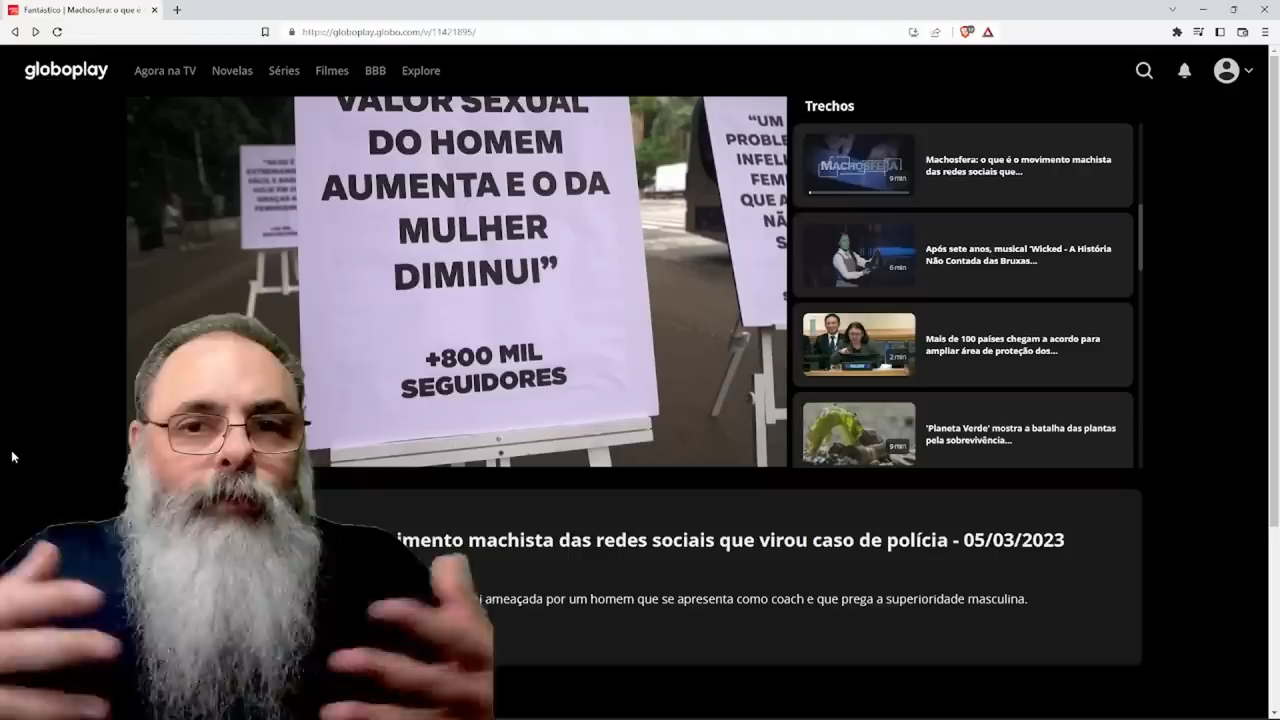 Fantástico | Machosfera: o que é
https://globoplay.globo.com/v/11421895/
globoplay
Agora na TV
Novelas
Séries
Filmes
BBB
Explore
VALOR SEXUAL
DO HOMEM
AUMENTA E O DA
MULHER
DIMINUI”
+800 MIL
SEGUIDORES
“UM
PROBLE
INFELI
FEM
QUE A
NÃ
Trechos
MACHOSFERA
9 min
Machosfera: o que é o movimento machista
das redes sociais que...
6 min
Após sete anos, musical 'Wicked - A História
Não Contada das Bruxas...
2 min
Mais de 100 países chegam a acordo para
ampliar área de proteção dos...
9 min
'Planeta Verde' mostra a batalha das plantas
pela sobrevivência...
imento machista das redes sociais que virou caso de polícia - 05/03/2023
i ameaçada por um homem que se apresenta como coach e que prega a superioridade masculina.